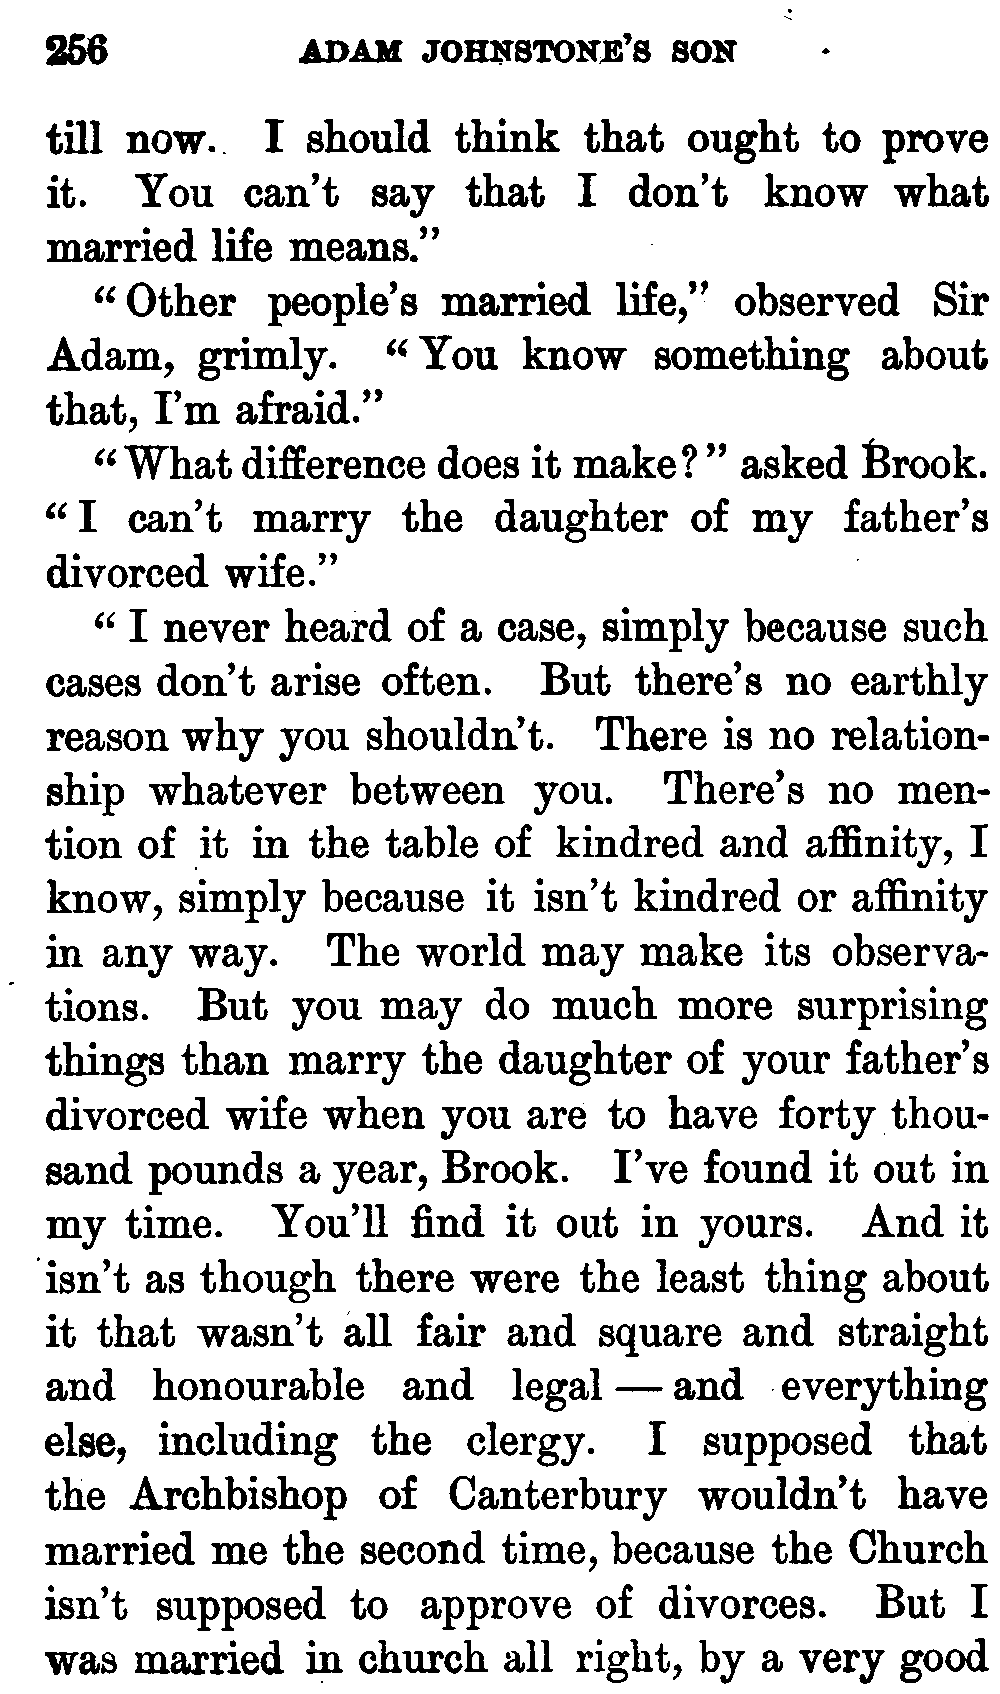 256 ADAM JOHNSTONE'S SON
till now. I should think that ought to prove
it. You can't say that I don't know what
married life means."
"Other people's married life," observed Sir
Adam, grimly. "You know something about
that, I'm afraid."
"What difference does it make?" asked Brook.
"I can't marry the daughter of my father's
divorced wife."
"I never heard of a case, simply because such
cases don't arise often. But there's no earthly
reason why you shouldn't. There is no relation-
ship whatever between you. There's no men-
tion of it in the table of kindred and affinity, I
know, simply because it isn't kindred or affinity
in any way. The world may make its observa-
tions. But you may do much more surprising
things than marry the daughter of your father's
divorced wife when you are to have forty thou-
sand pounds a year, Brook. I've found it out in
my time. You'll find it out in yours. And it
isn't as though there were the least thing about
it that wasn't all fair and square and straight
and honourable and legal — and everything
else, including the clergy. I supposed that
the Archbishop of Canterbury wouldn't have
married me the second time, because the Church
isn't supposed to approve of divorces. But I
was married in church all right, by a very good